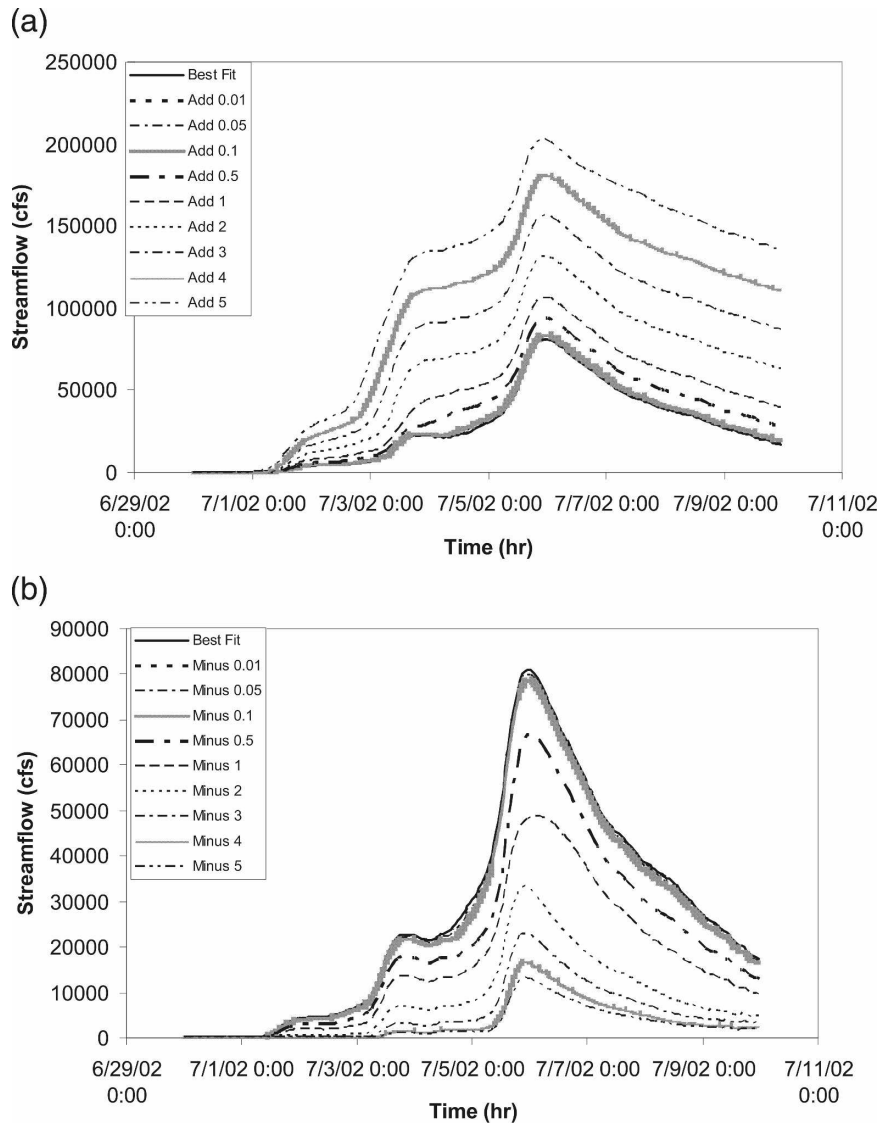 (a)
250000
200000
150000
100000
50000
0
Streamflow (cfs)
Best Fit
Add 0.01
Add 0.05
Add 0.1
Add 0.5
Add 1
Add 2
Add 3
Add 4
Add 5
6/29/02 7/1/02 0:00 7/3/02 0:00 7/5/02 0:00 7/7/02 0:00 7/9/02 0:00 7/11/02
0:00 0:00
Time (hr)
(b)
90000
80000
70000
60000
50000
40000
30000
20000
10000
0
Streamflow (cfs)
Best Fit
Minus 0.01
Minus 0.05
Minus 0.1
Minus 0.5
Minus 1
Minus 2
Minus 3
Minus 4
Minus 5
6/29/02 7/1/02 0:00 7/3/02 0:00 7/5/02 0:00 7/7/02 0:00 7/9/02 0:00 7/11/02
0:00 0:00
Time (hr)